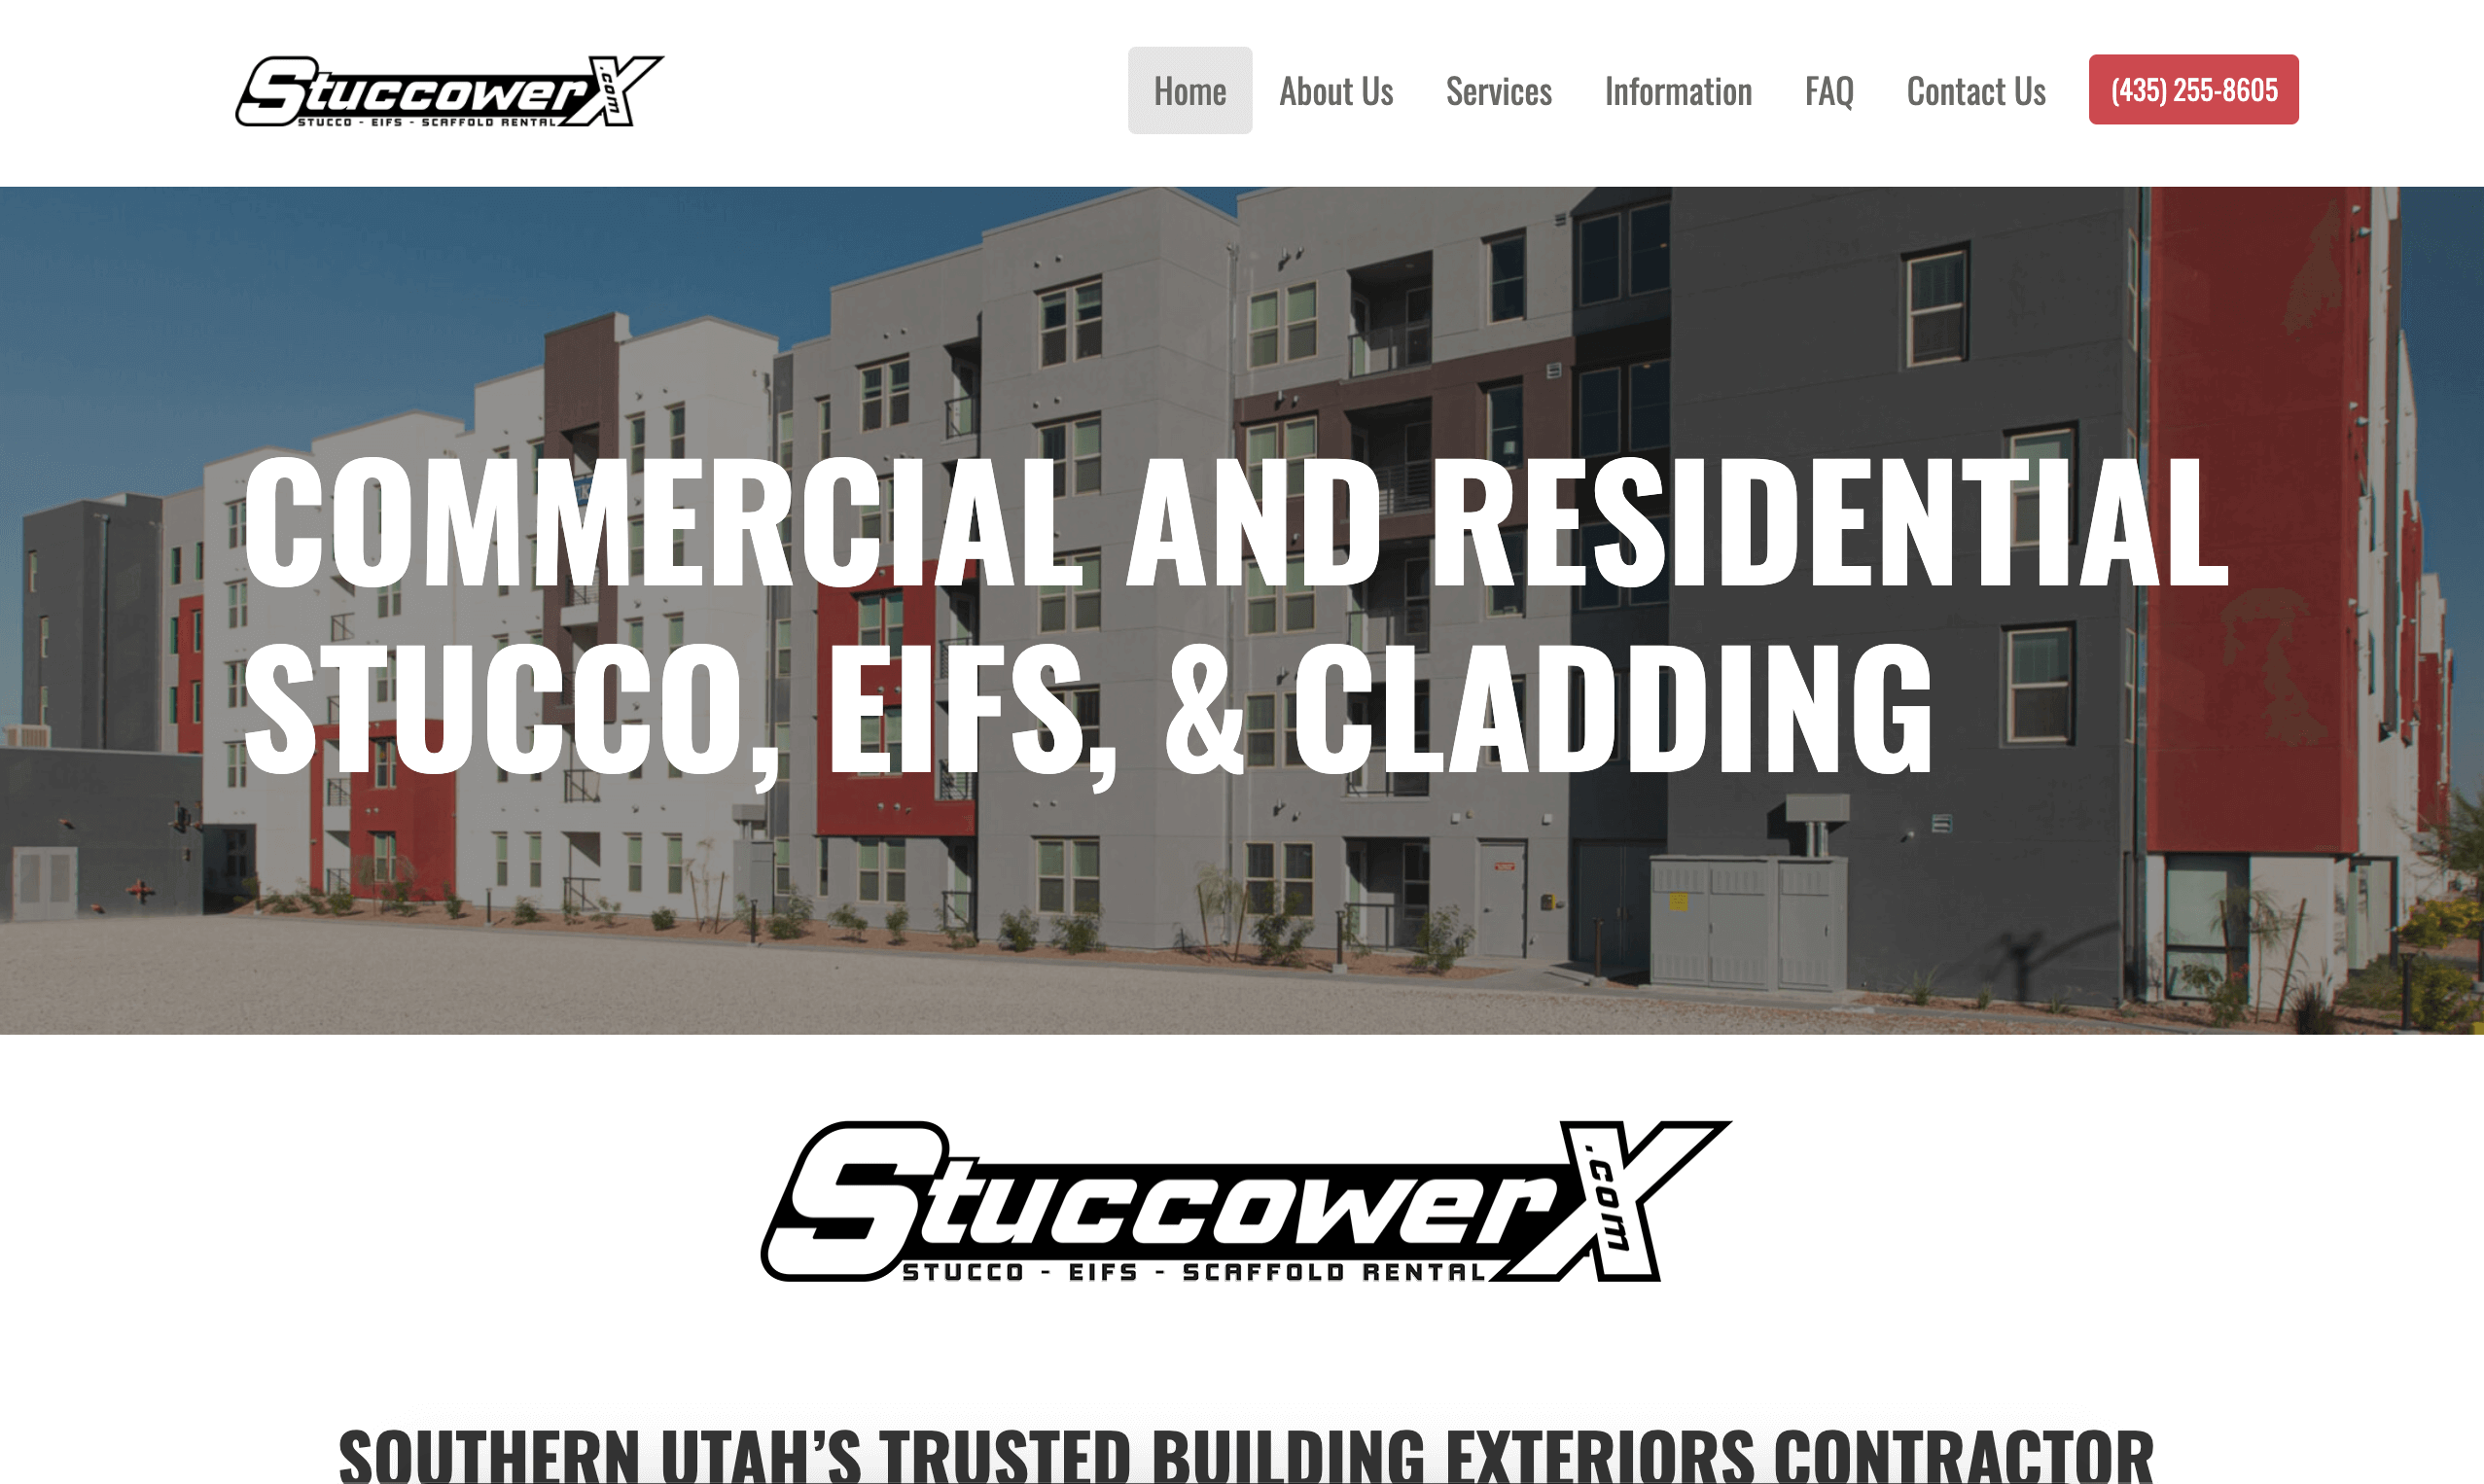 StuccowerX.com
STUCCO - EIFS - SCAFFOLD RENTAL
Home About Us Services Information FAQ Contact Us (435) 255-8605
COMMERCIAL AND RESIDENTIAL
STUCCO, EIFS, & CLADDING
StuccowerX.com
STUCCO - EIFS - SCAFFOLD RENTAL
SOUTHERN UTAH’S TRUSTED BUILDING EXTERIORS CONTRACTOR